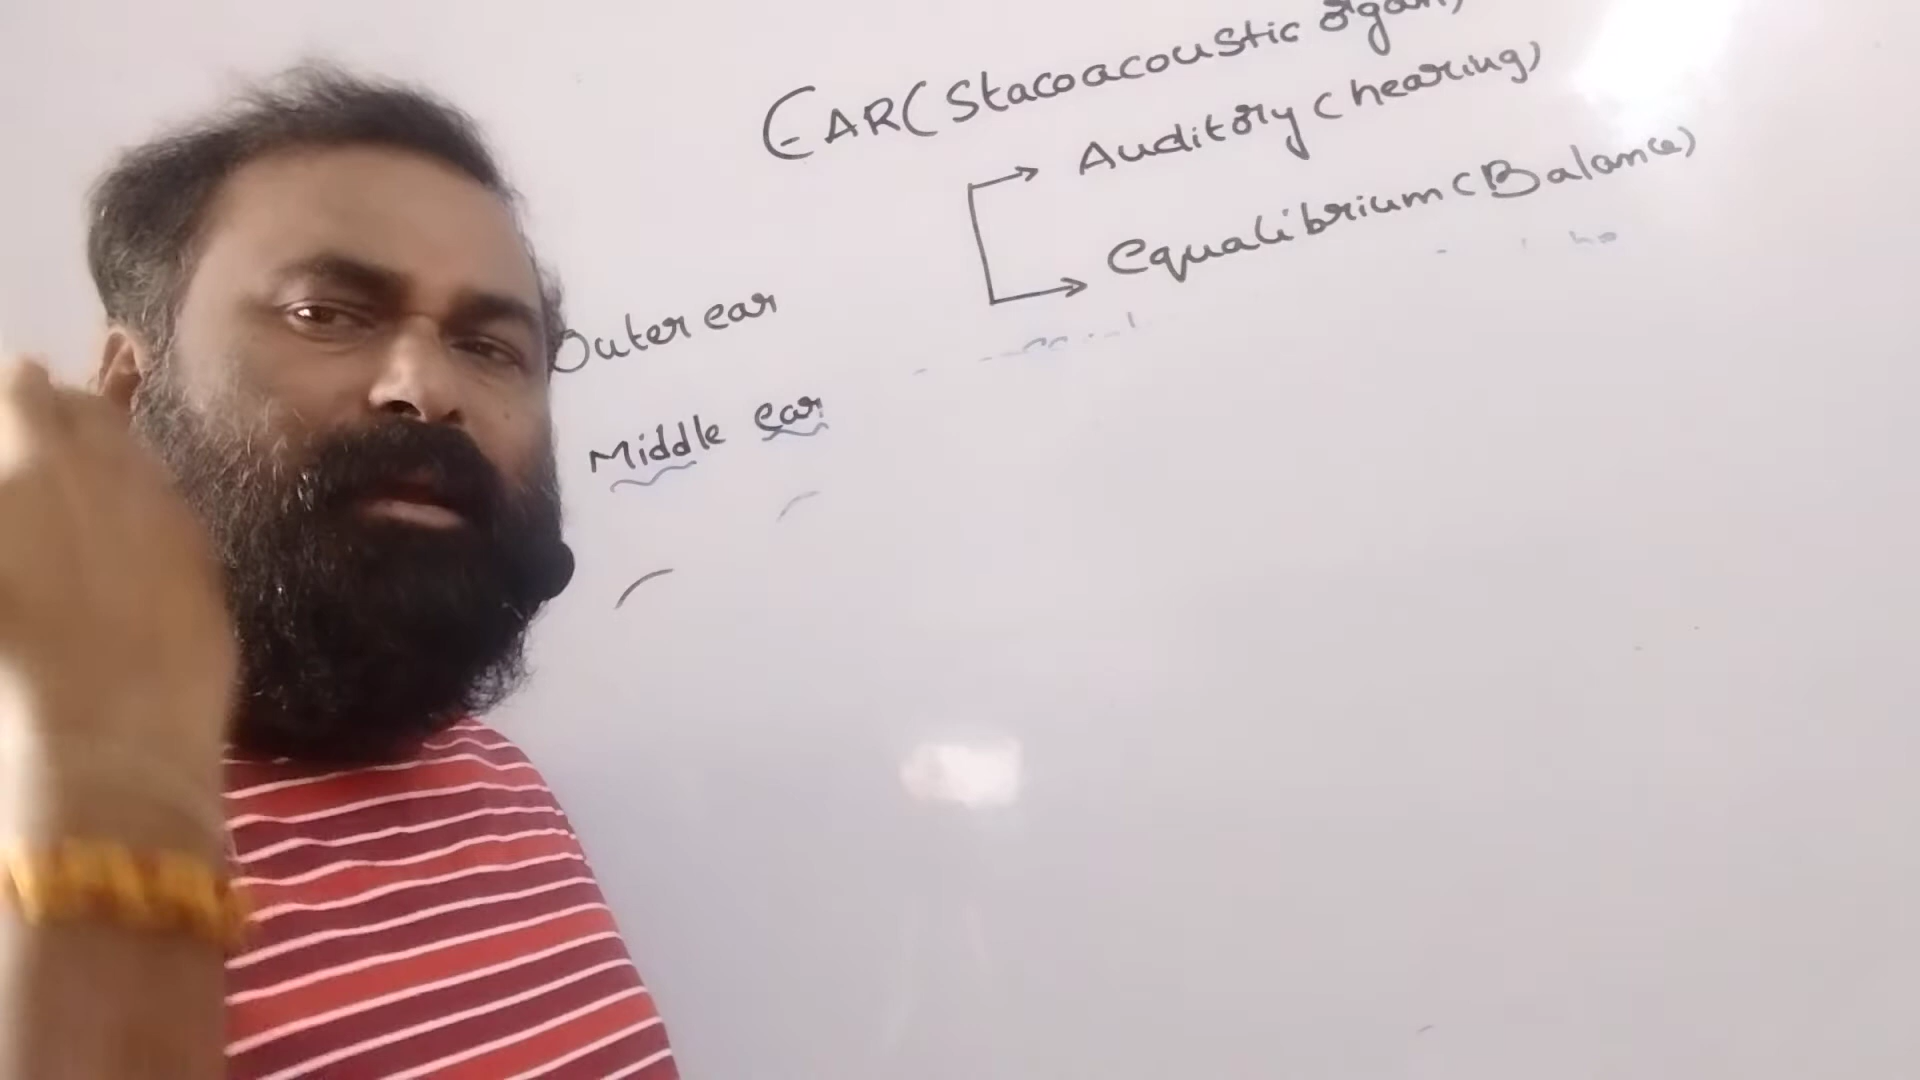 EAR (Stacoacoustic organ)
Auditory (hearing)
Equalibrium (Balance)
Outer ear
Middle ear